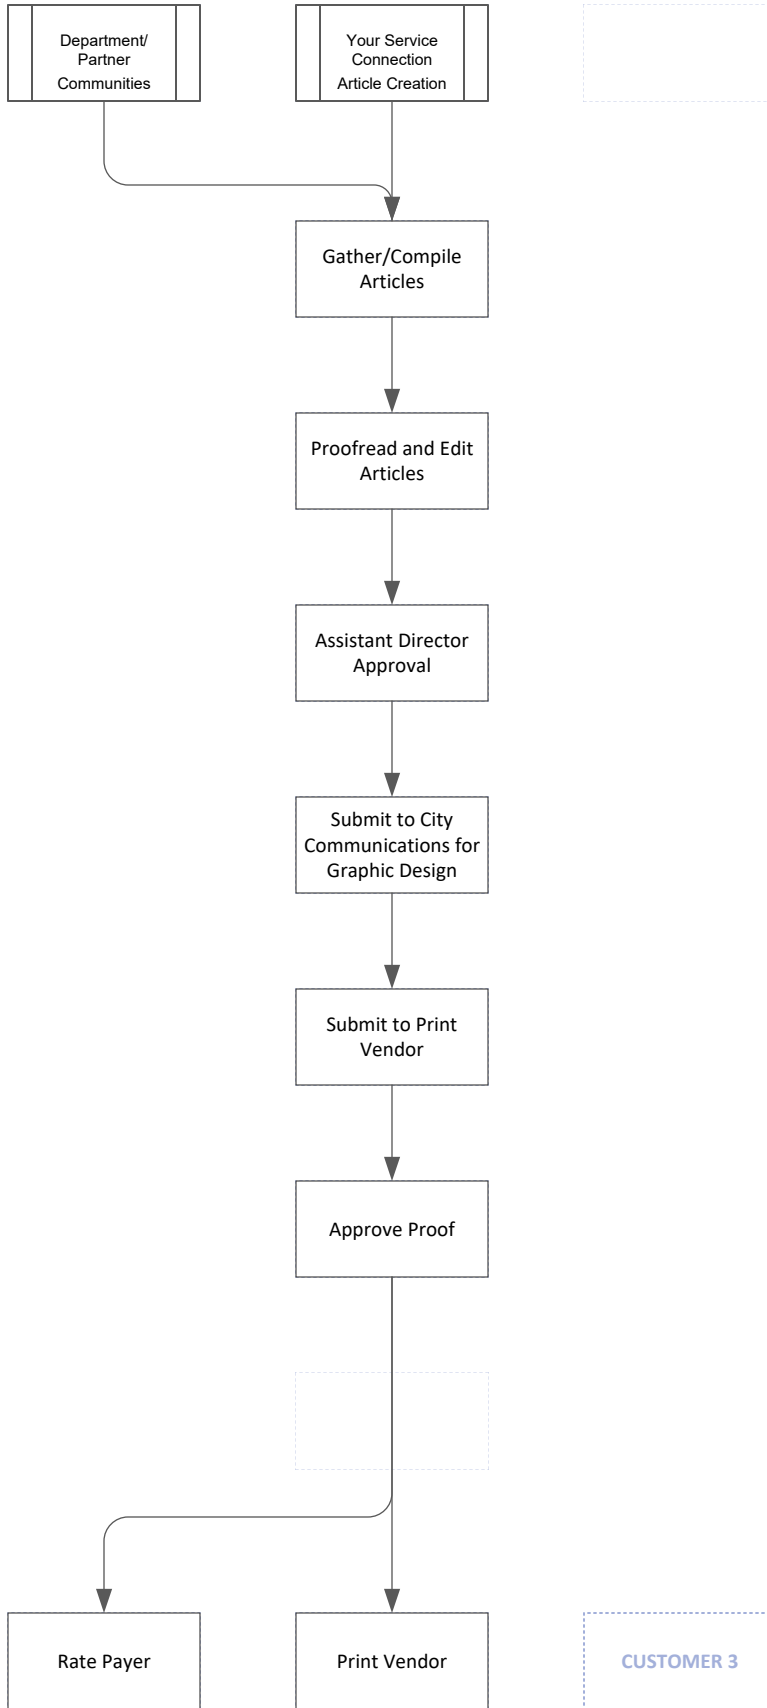 Department/
Partner
Communities
Your Service
Connection
Article Creation
Gather/Compile
Articles
Proofread and Edit
Articles
Assistant Director
Approval
Submit to City
Communications for
Graphic Design
Submit to Print
Vendor
Approve Proof
Rate Payer
Print Vendor
CUSTOMER 3